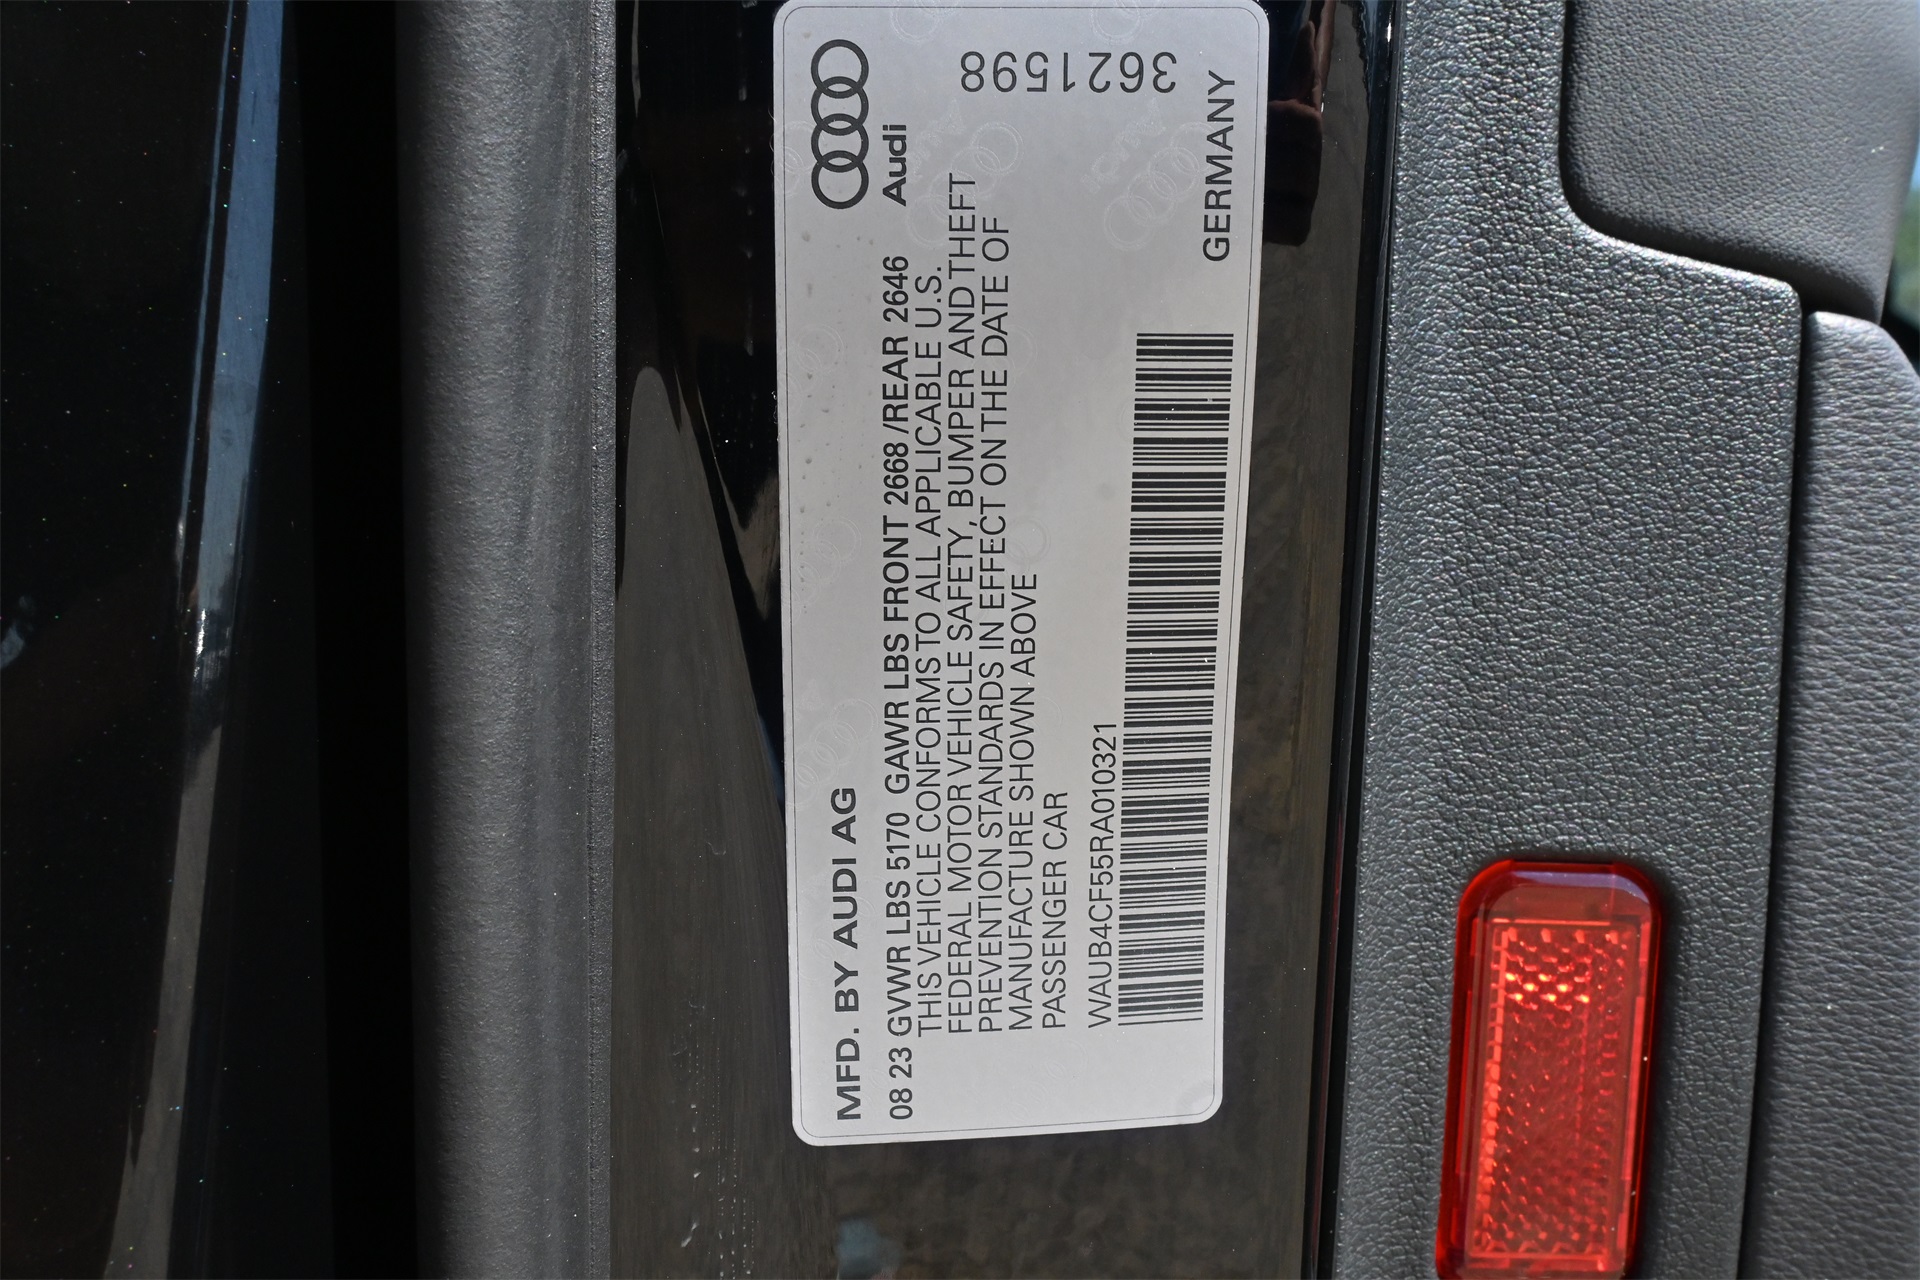 MFD. BY AUDI AG
Audi
08 23 GVWR LBS 5170 GAWR LBS FRONT 2668 /REAR 2646
THIS VEHICLE CONFORMS TO ALL APPLICABLE U.S.
FEDERAL MOTOR VEHICLE SAFETY, BUMPER AND THEFT
PREVENTION STANDARDS IN EFFECT ON THE DATE OF
MANUFACTURE SHOWN ABOVE
PASSENGER CAR
3621598
WAUB4CF55RA010321
GERMANY